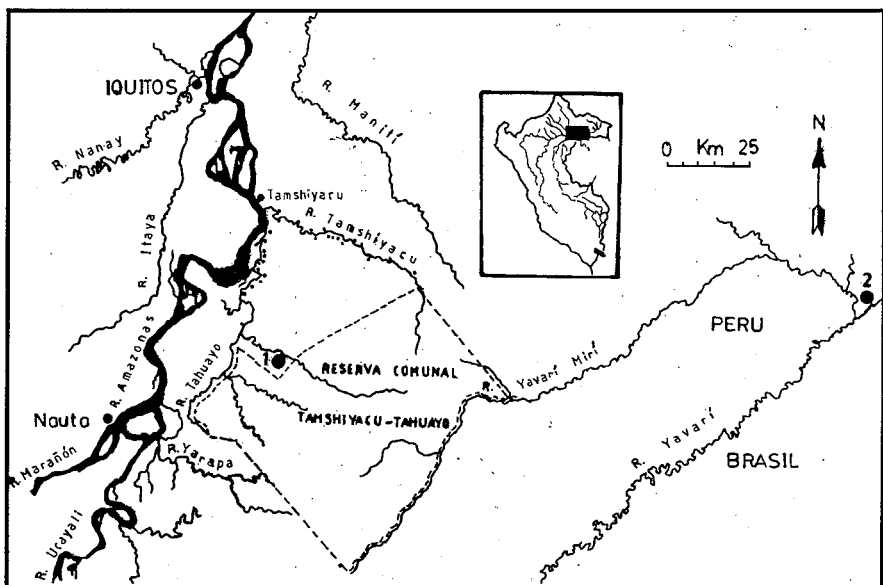 IQUITOS
R. Nanay
R. Itaya
R. Manití
0 Km 25
N
Tamshiyacu
R. Tamshiyacu
2
PERU
R. Yavarí Mirí
1
RESERVA COMUNAL
TAMSHIYACU-TAHUAYO
R. Amazonas
R. Tahuayo
Nauta
R. Marañón
R. Yarapa
R. Ucayali
R. Yavarí
BRASIL